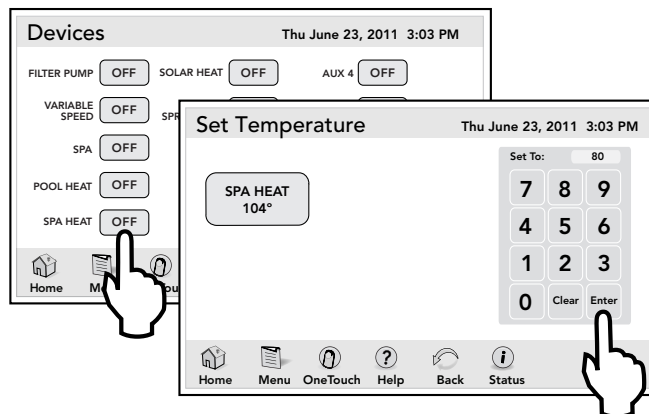 Devices Thu June 23, 2011 3:03 PM
FILTER PUMP OFF SOLAR HEAT OFF AUX 4 OFF
VARIABLE SPEED OFF
SPA OFF
POOL HEAT OFF
SPA HEAT OFF
Home
Set Temperature Thu June 23, 2011 3:03 PM
Set To: 80
SPA HEAT
104°
7 8 9
4 5 6
1 2 3
0 Clear Enter
Home Menu OneTouch Help Back Status